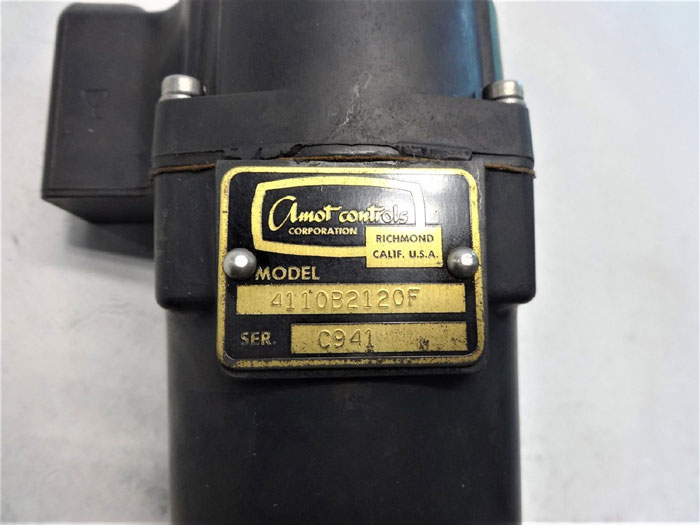 Amot controls
CORPORATION
RICHMOND
CALIF. U.S.A.
MODEL
4110B2120F
SER. C941